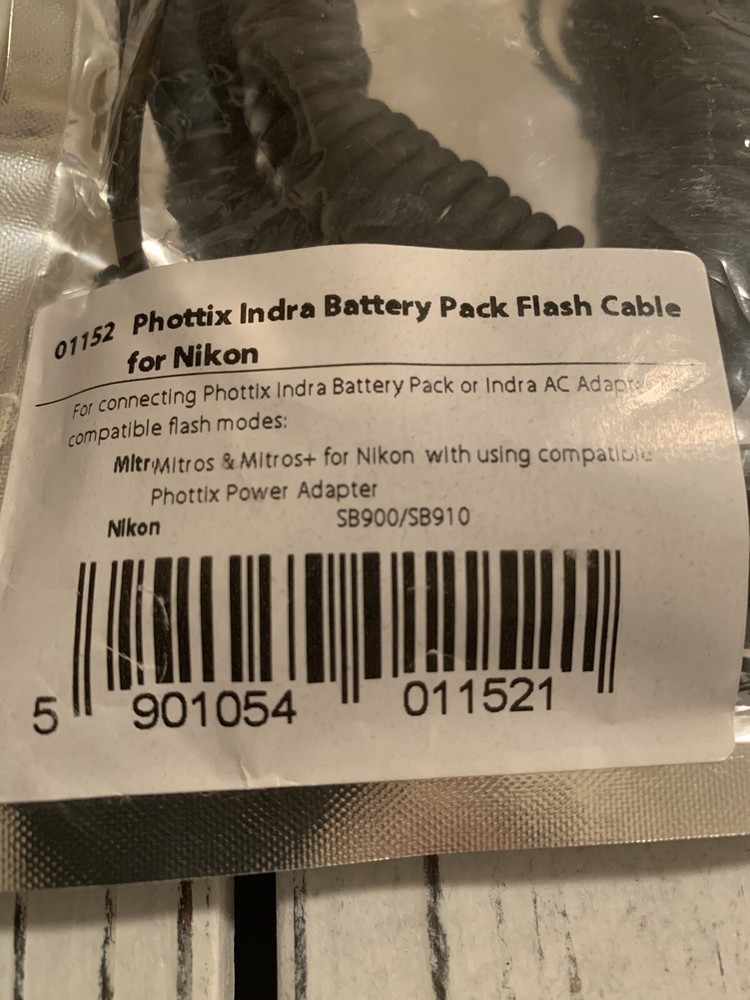 01152 Phottix Indra Battery Pack Flash Cable
for Nikon
For connecting Phottix Indra Battery Pack or Indra AC
compatible flash modes:
Mitros & Mitros+ for Nikon with using compatible
Phottix Power Adapter
Nikon SB900/SB910
5 901054 011521